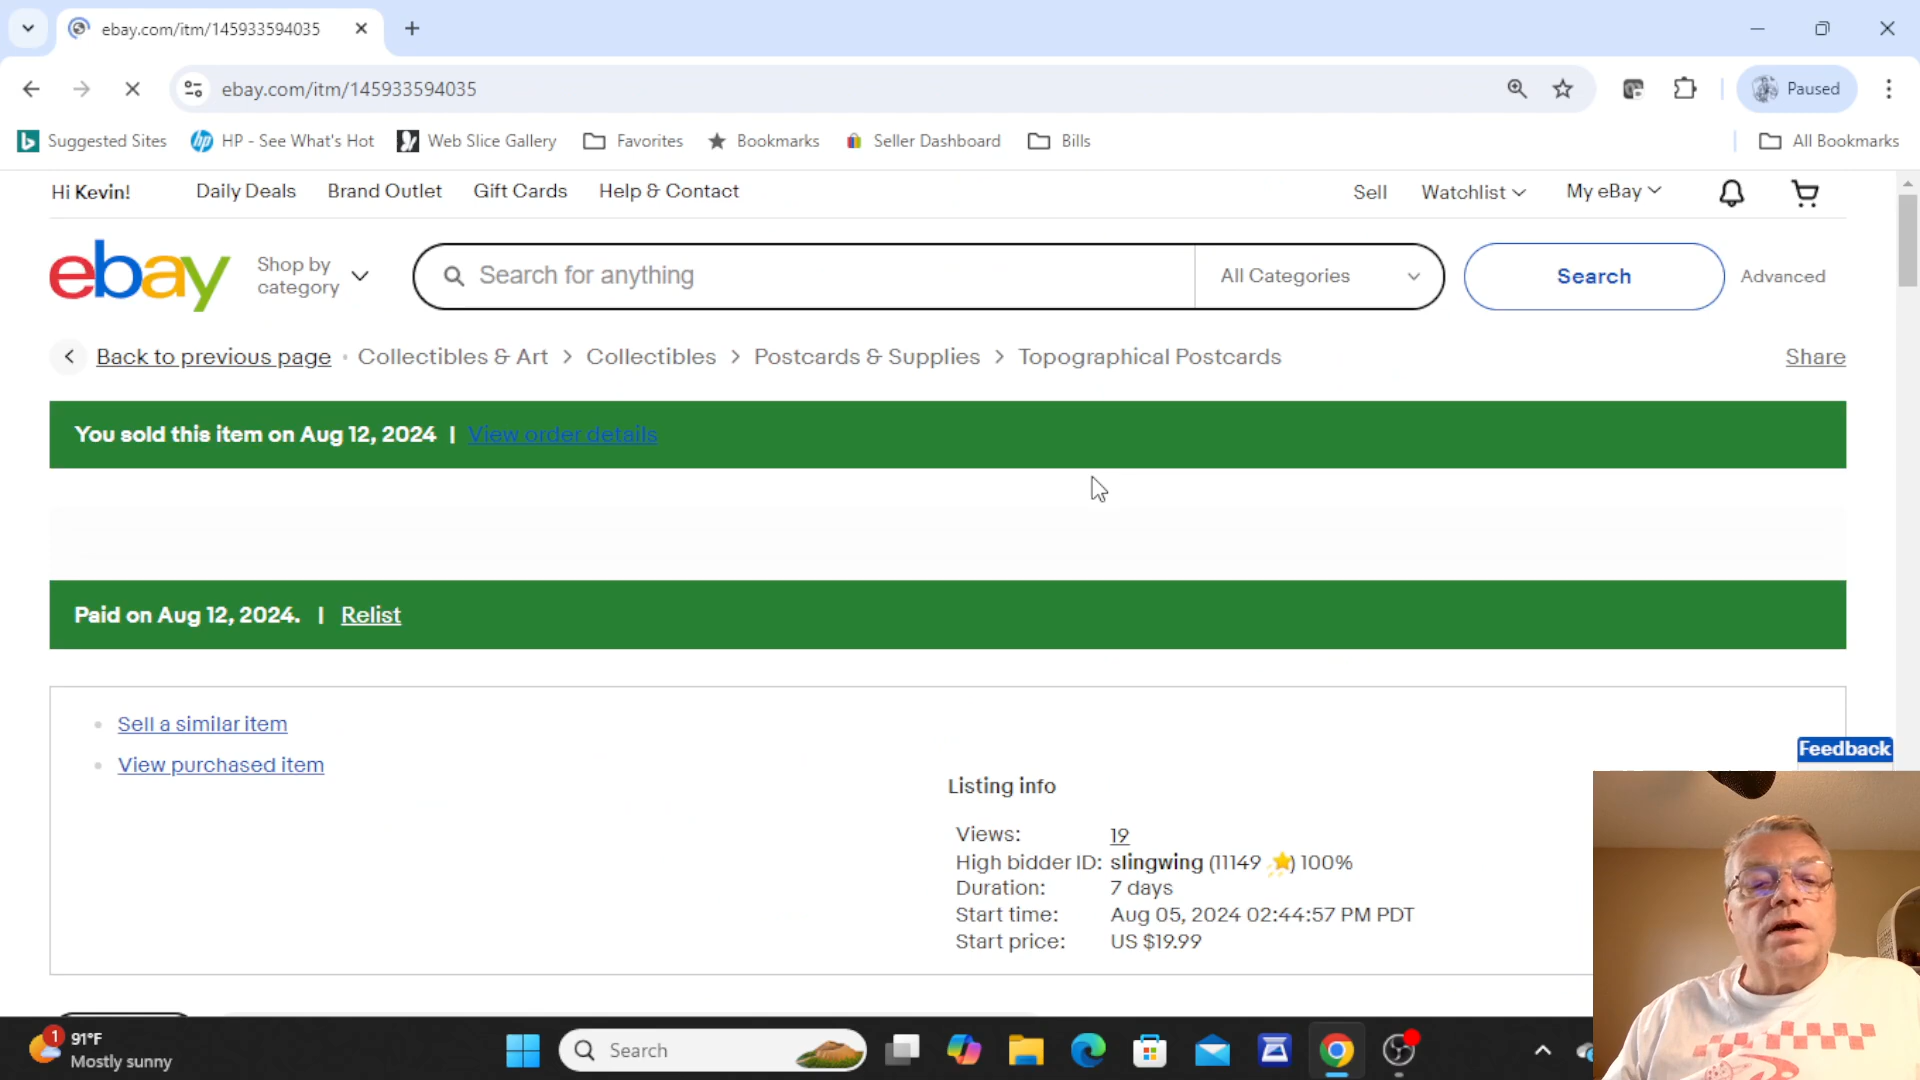 ebay.com/itm/145933594035
ebay.com/itm/145933594035
Paused
Suggested Sites
HP - See What's Hot
Web Slice Gallery
Favorites
Bookmarks
Seller Dashboard
Bills
All Bookmarks
Hi Kevin!
Daily Deals
Brand Outlet
Gift Cards
Help & Contact
Sell
Watchlist
My eBay
ebay
Shop by category
Search for anything
All Categories
Search
Advanced
Back to previous page
Collectibles & Art > Collectibles > Postcards & Supplies > Topographical Postcards
Share
You sold this item on Aug 12, 2024 | View order details
Paid on Aug 12, 2024. | Relist
Sell a similar item
View purchased item
Feedback
Listing info
Views: 19
High bidder ID: slingwing (11149 ) 100%
Duration: 7 days
Start time: Aug 05, 2024 02:44:57 PM PDT
Start price: US $19.99
1
91°F
Mostly sunny
Search